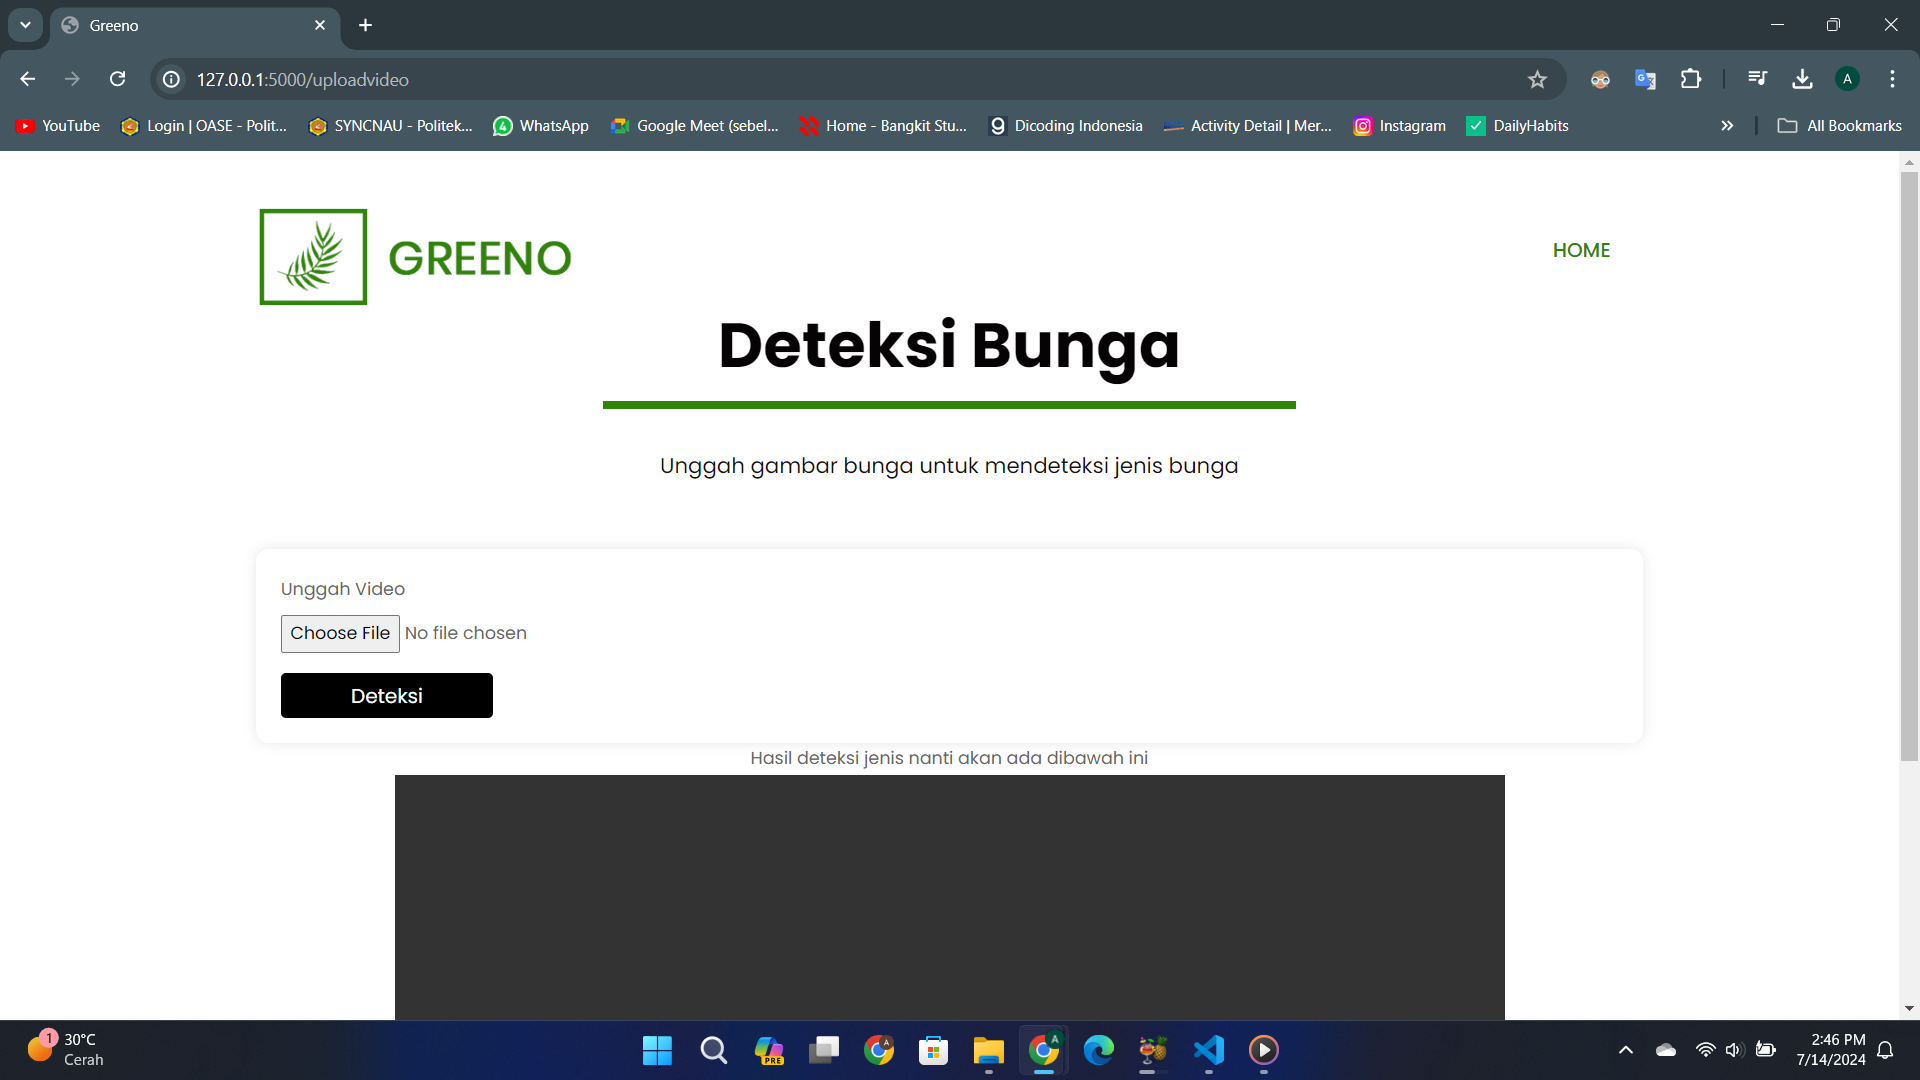 Greeno
127.0.0.1:5000/uploadvideo
A
YouTube
Login | OASE - Polit...
SYNCNAU - Politek...
4
WhatsApp
Google Meet (sebel...
Home - Bangkit Stu...
Dicoding Indonesia
Activity Detail | Mer...
Instagram
DailyHabits
All Bookmarks
GREENO
HOME
Deteksi Bunga
Unggah gambar bunga untuk mendeteksi jenis bunga
Unggah Video
Choose File No file chosen
Deteksi
Hasil deteksi jenis nanti akan ada dibawah ini
1
30°C
Cerah
PRE
A
A
2:46 PM
7/14/2024